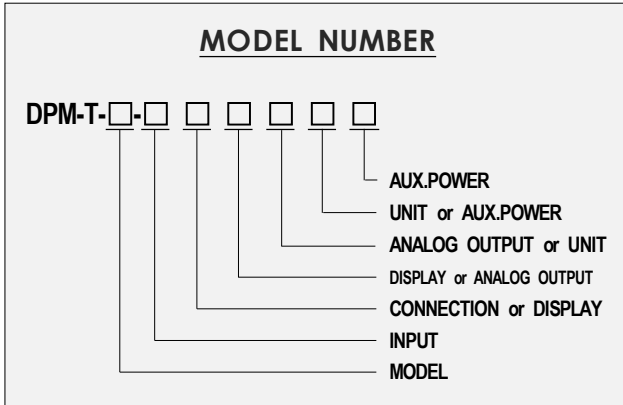 MODEL NUMBER
DPM-T-□-□ □ □ □ □ □
AUX.POWER
UNIT or AUX.POWER
ANALOG OUTPUT or UNIT
DISPLAY or ANALOG OUTPUT
CONNECTION or DISPLAY
INPUT
MODEL